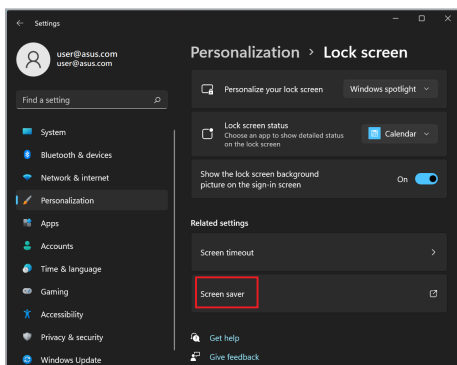 Settings
user@asus.com
user@asus.com
Find a setting
System
Bluetooth & devices
Network & internet
Personalization
Apps
Accounts
Time & language
Gaming
Accessibility
Privacy & security
Windows Update
Personalization > Lock screen
Personalize your lock screen
Windows spotlight
Lock screen status
Choose an app to show detailed status
on the lock screen
Calendar
Show the lock screen background
picture on the sign-in screen
On
Related settings
Screen timeout
Screen saver
Get help
Give feedback